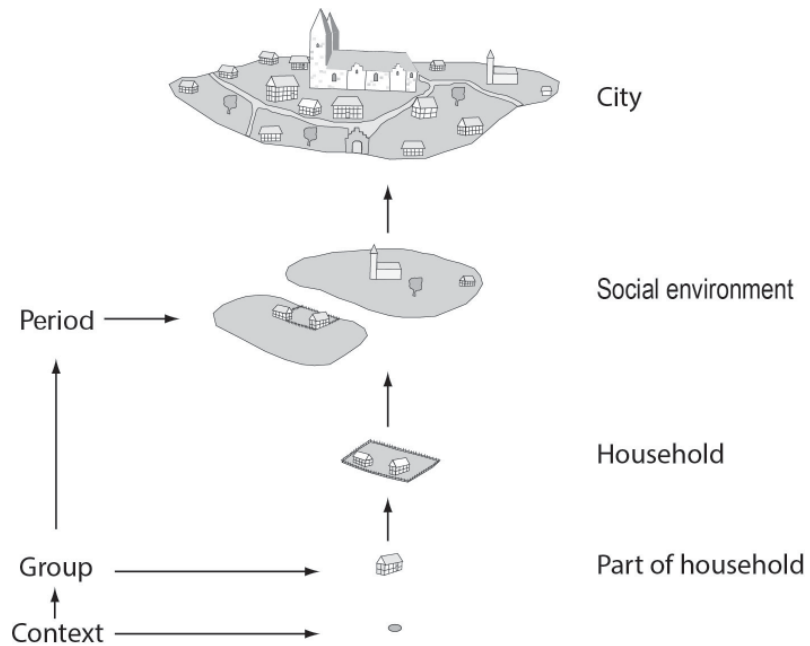 City
Social environment
Period
Household
Group
Part of household
Context